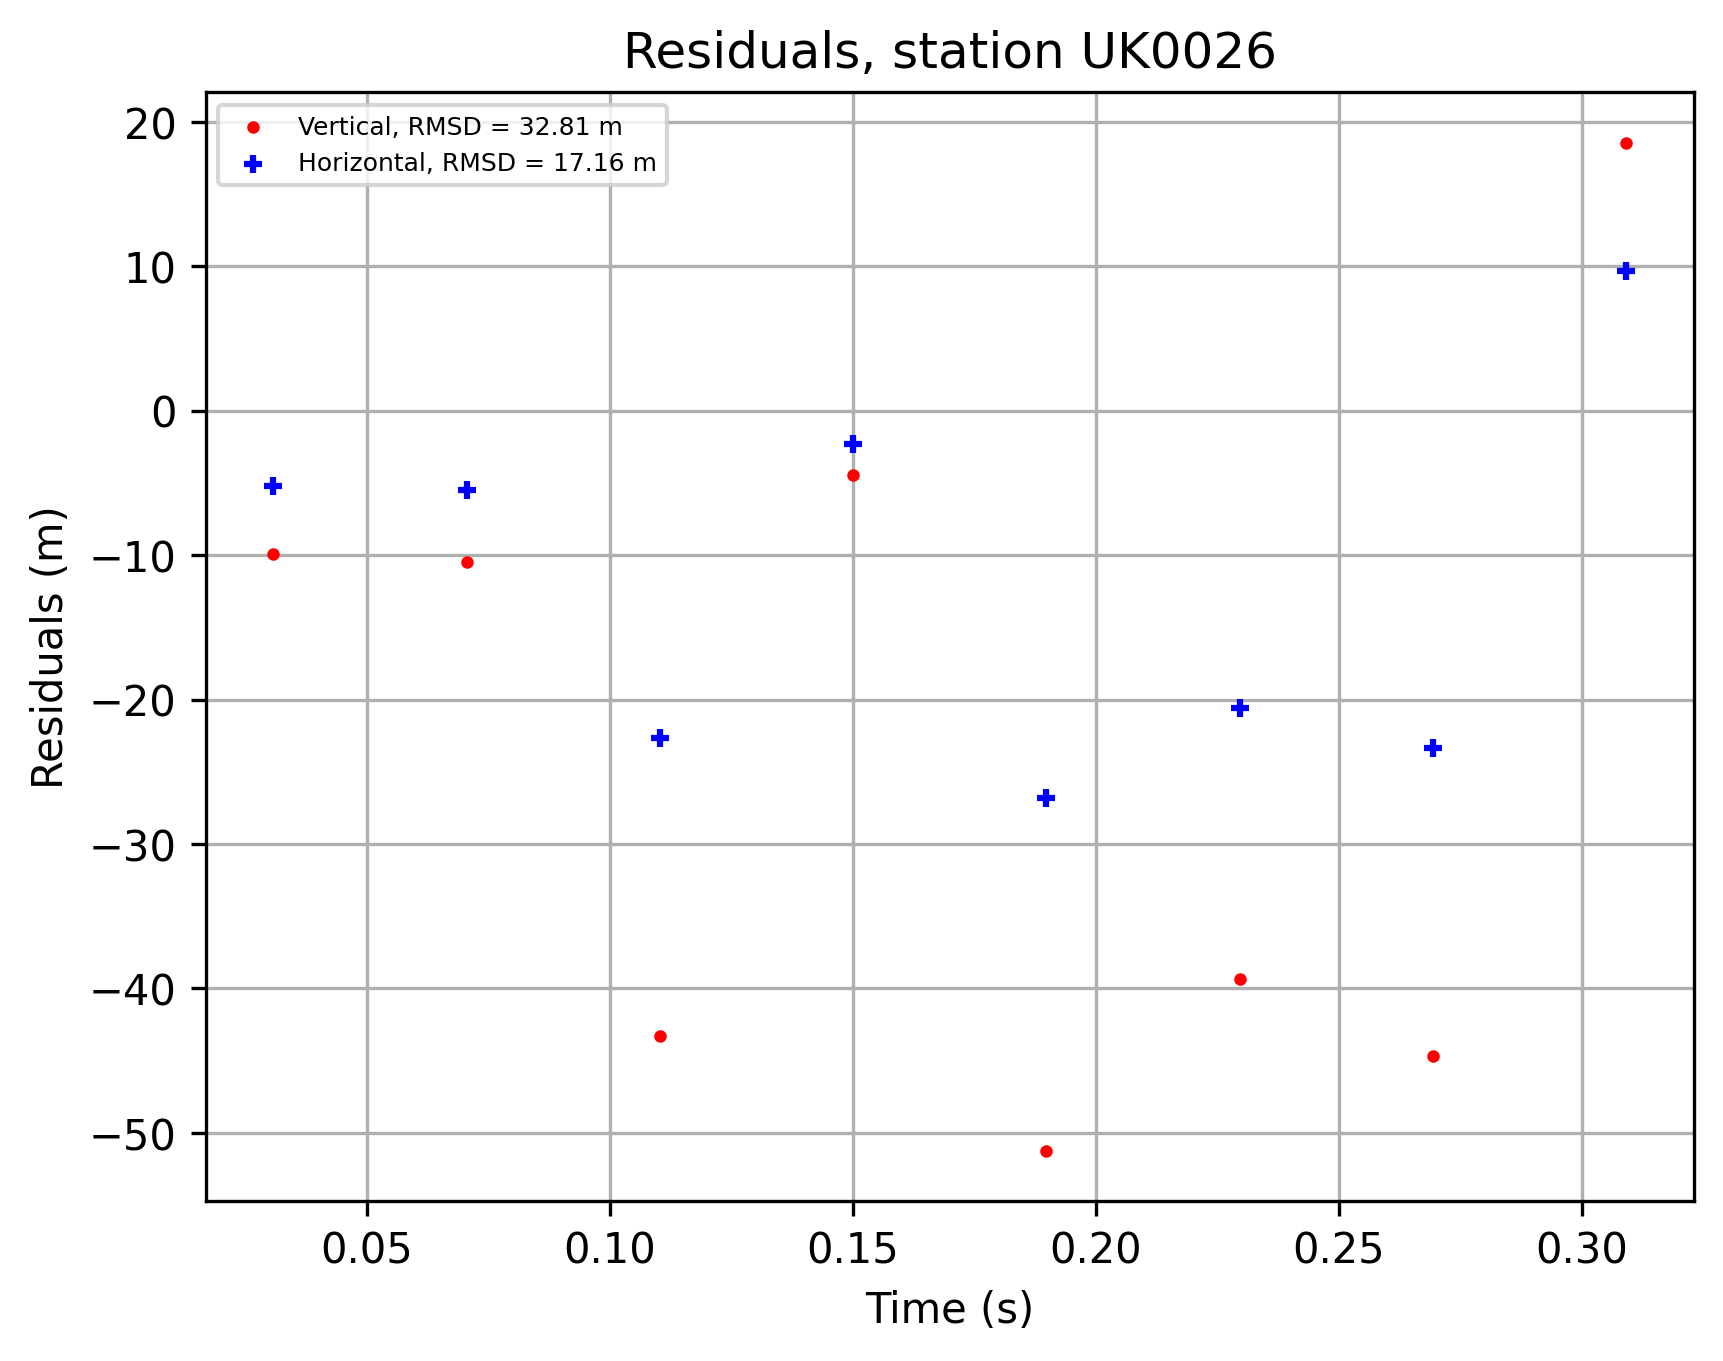 Residuals, station UK0026
Vertical, RMSD = 32.81 m
Horizontal, RMSD = 17.16 m
20
10
0
−10
−20
−30
−40
−50
Residuals (m)
0.05 0.10 0.15 0.20 0.25 0.30
Time (s)